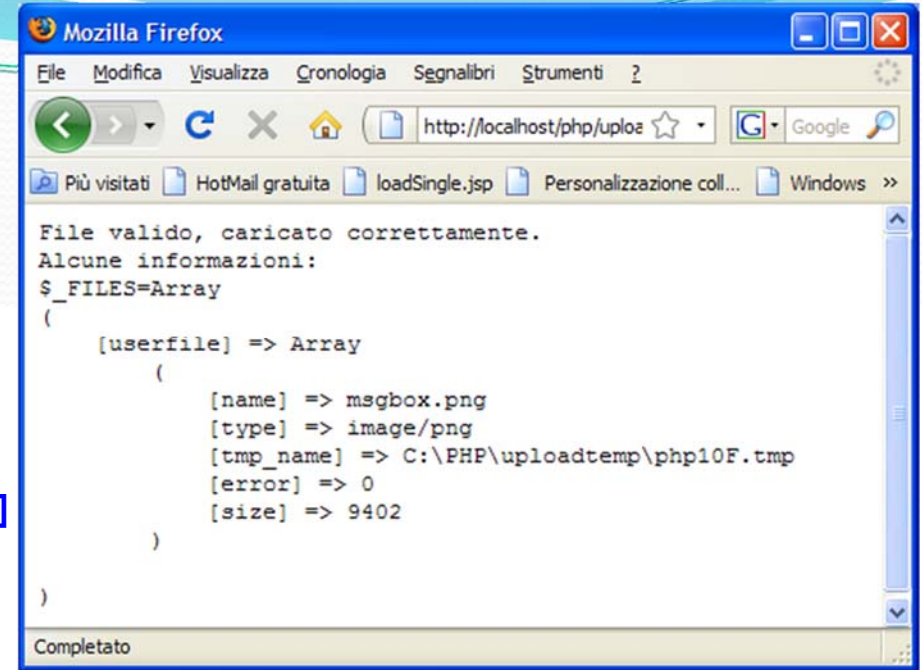 Mozilla Firefox
File Modifica Visualizza Cronologia Segnalibri Strumenti ?
http://localhost/php/uploa G Google
Più visitati HotMail gratuita loadSingle.jsp Personalizzazione coll... Windows »
File valido, caricato correttamente.
Alcune informazioni:
$_FILES=Array
(
    [userfile] => Array
        (
            [name] => msgbox.png
            [type] => image/png
            [tmp_name] => C:\PHP\uploadtemp\php10F.tmp
            [error] => 0
            [size] => 9402
        )
)
Completato